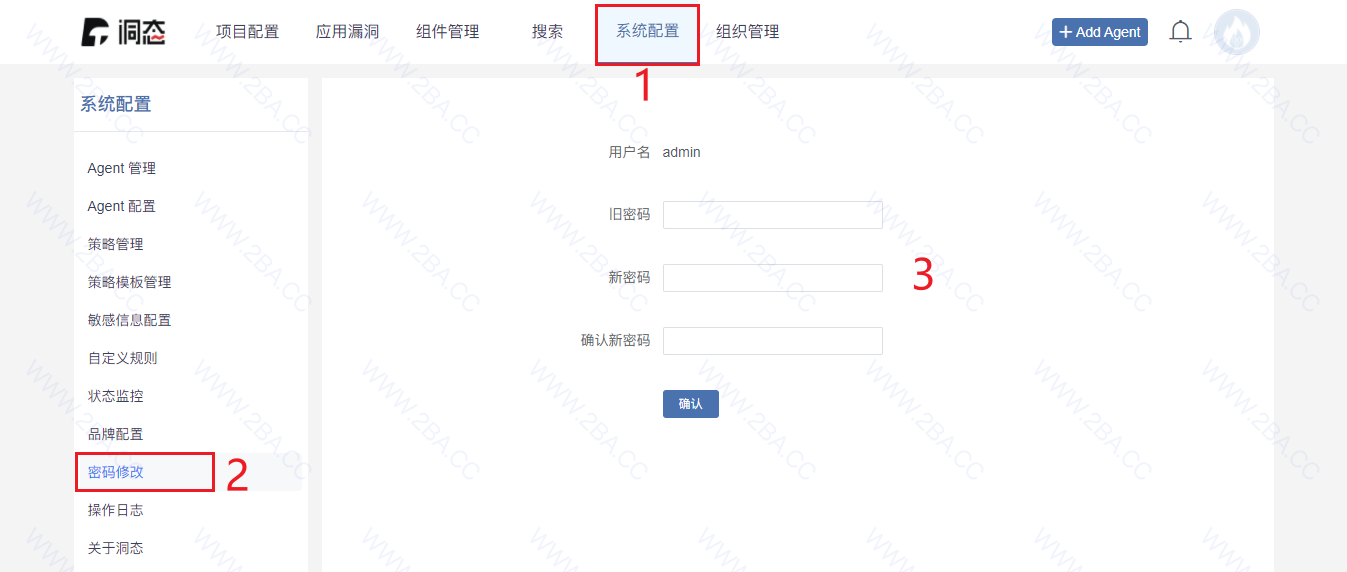 洞态 项目配置 应用漏洞 组件管理 搜索 系统配置 组织管理 + Add Agent
1
系统配置
Agent 管理
Agent 配置
策略管理
策略模板管理
敏感信息配置
自定义规则
状态监控
品牌配置
密码修改
2
操作日志
关于洞态
用户名 admin
旧密码
新密码
3
确认新密码
确认
WWW.2BA.CC